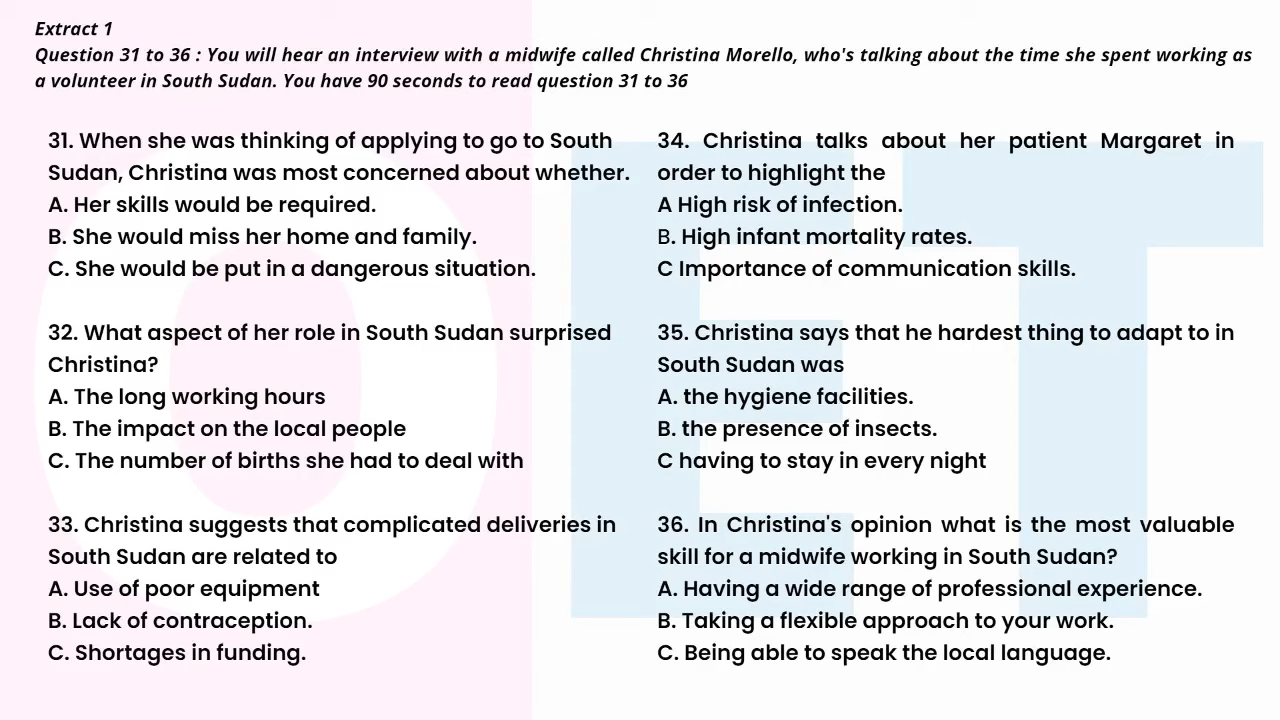 Extract 1
Question 31 to 36 : You will hear an interview with a midwife called Christina Morello, who's talking about the time she spent working as
a volunteer in South Sudan. You have 90 seconds to read question 31 to 36
31. When she was thinking of applying to go to South
Sudan, Christina was most concerned about whether.
A. Her skills would be required.
B. She would miss her home and family.
C. She would be put in a dangerous situation.
32. What aspect of her role in South Sudan surprised
Christina?
A. The long working hours
B. The impact on the local people
C. The number of births she had to deal with
33. Christina suggests that complicated deliveries in
South Sudan are related to
A. Use of poor equipment
B. Lack of contraception.
C. Shortages in funding.
34. Christina talks about her patient Margaret in
order to highlight the
A High risk of infection.
B. High infant mortality rates.
C Importance of communication skills.
35. Christina says that he hardest thing to adapt to in
South Sudan was
A. the hygiene facilities.
B. the presence of insects.
C having to stay in every night
36. In Christina's opinion what is the most valuable
skill for a midwife working in South Sudan?
A. Having a wide range of professional experience.
B. Taking a flexible approach to your work.
C. Being able to speak the local language.
OET